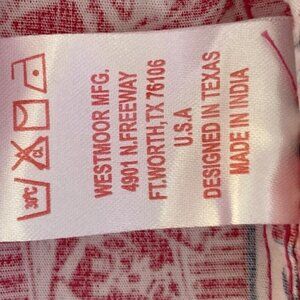 WESTMOOR MFG.
4901 N. FREEWAY
FT.WORTH,TX 76106
U.S.A
DESIGNED IN TEXAS
MADE IN INDIA
30°C